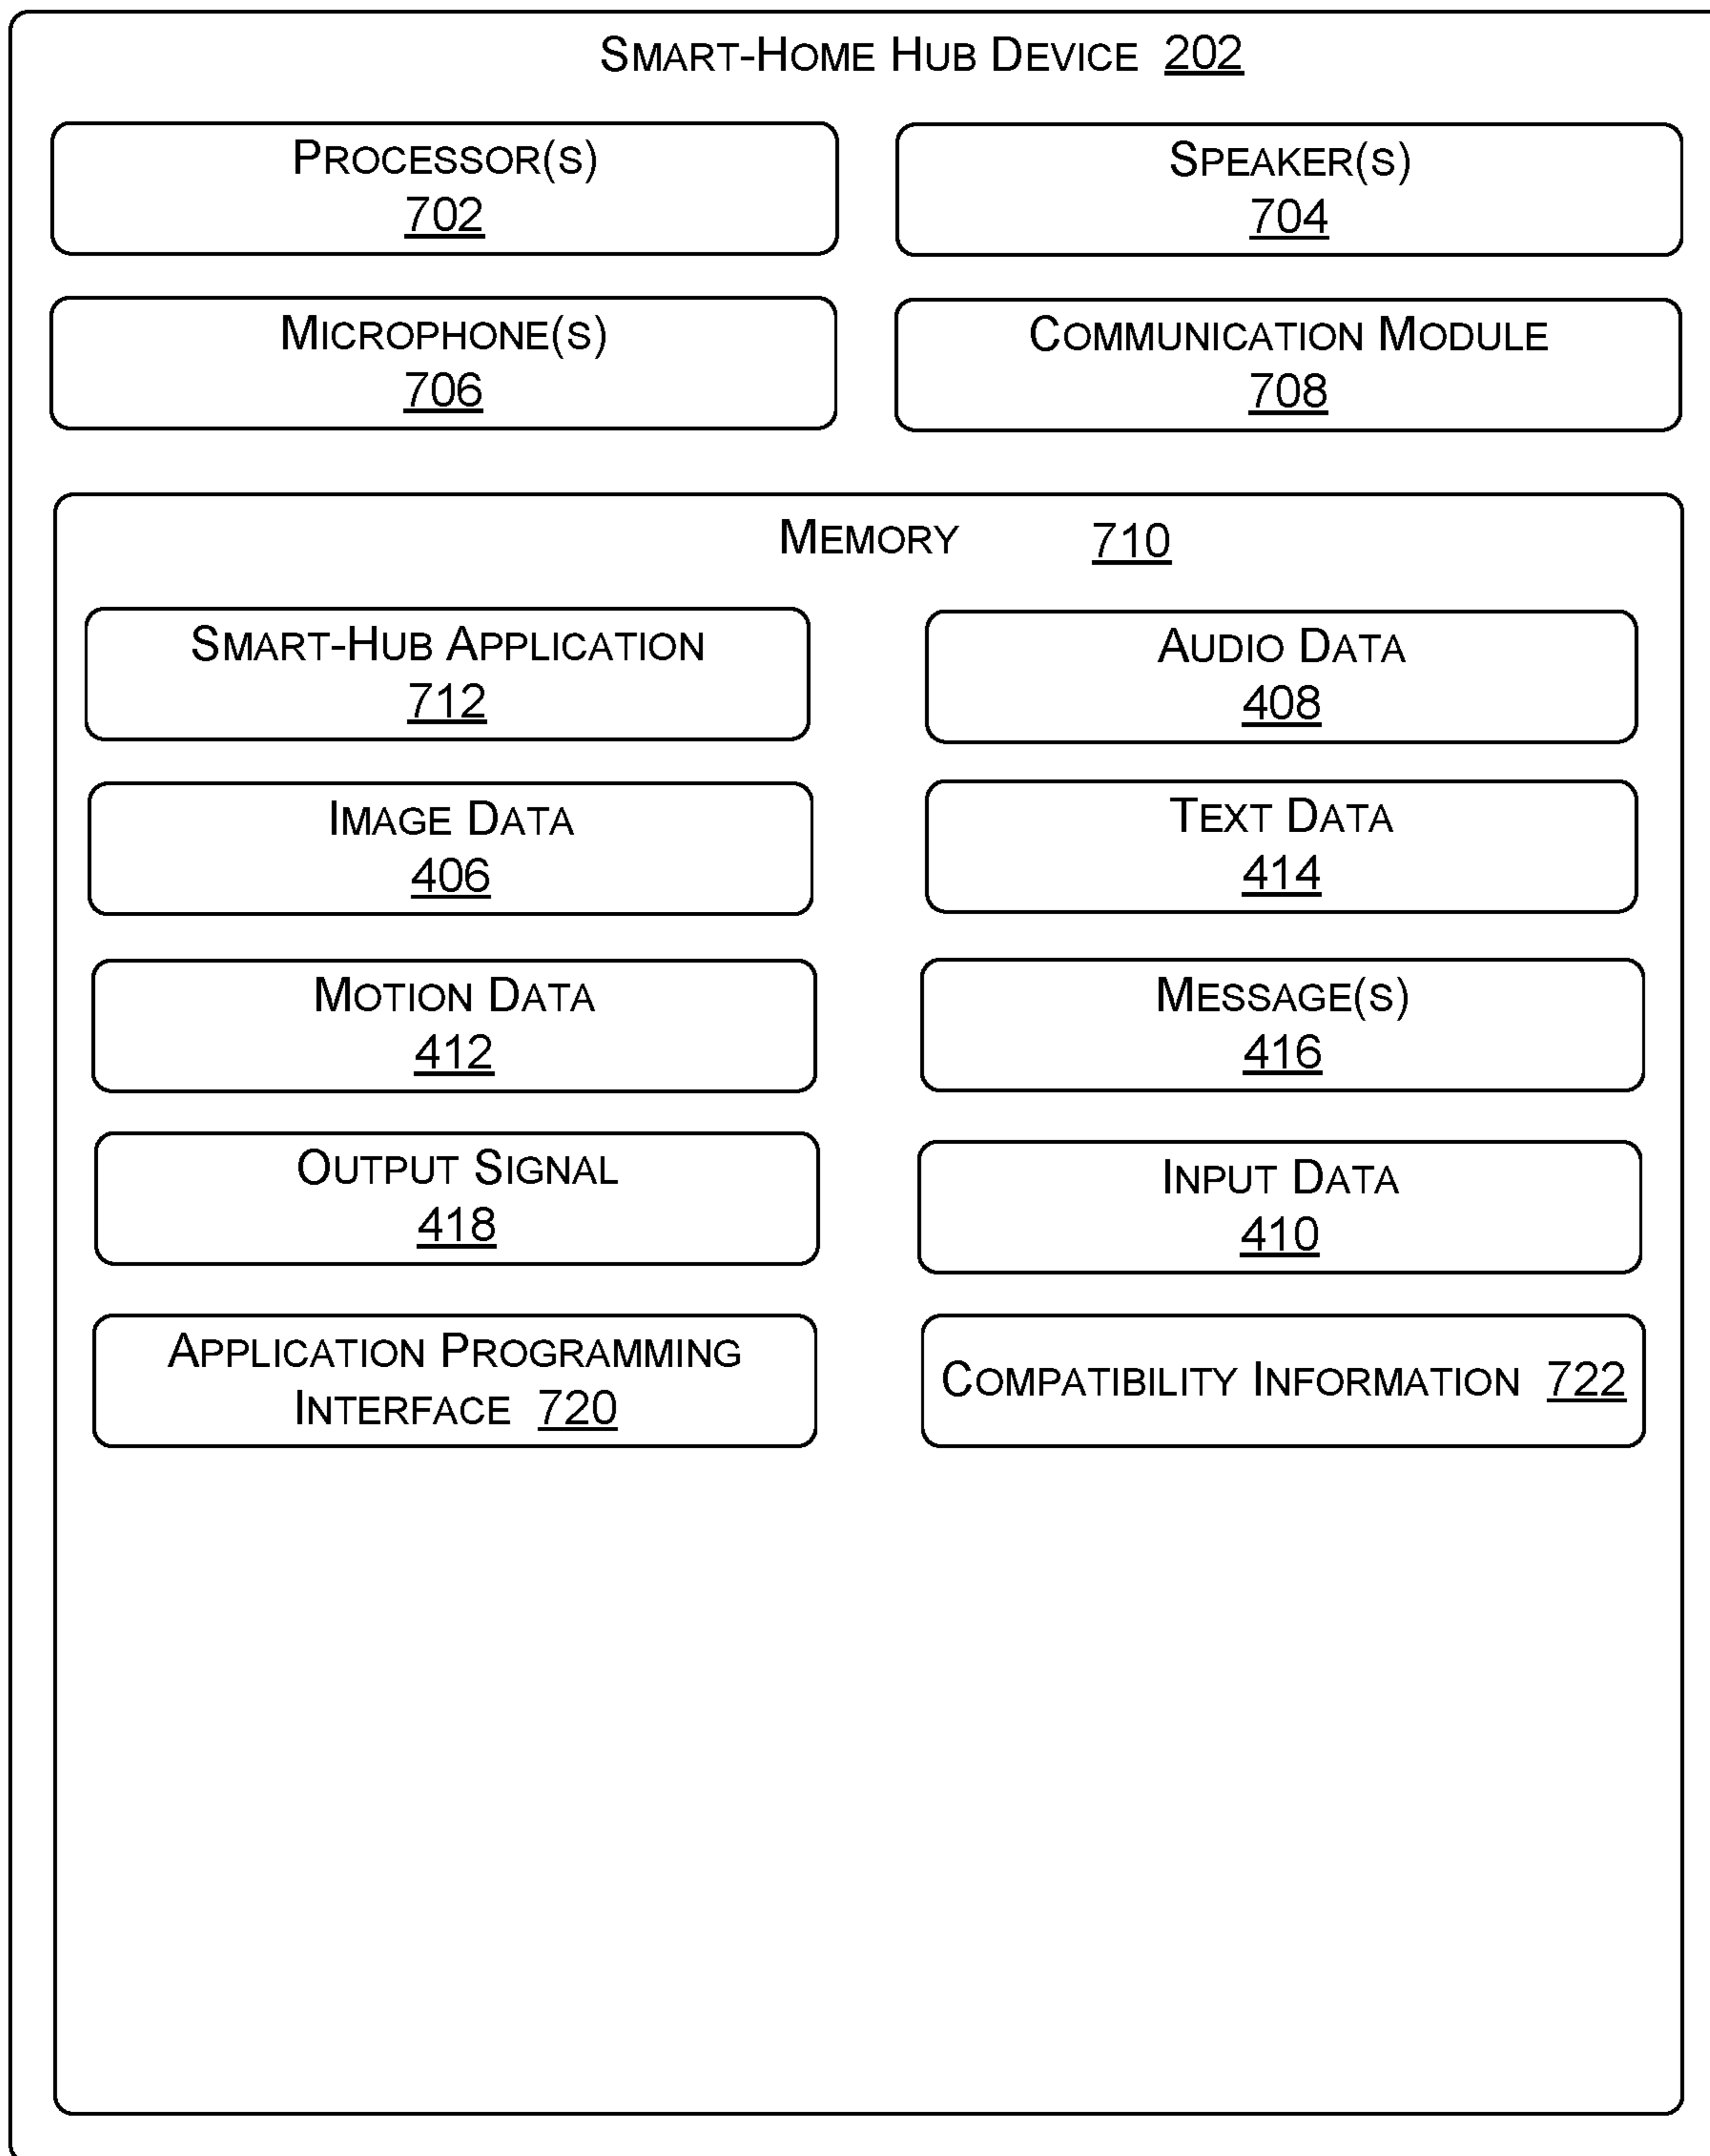 SMART-HOME HUB DEVICE 202
PROCESSOR(S)
702
SPEAKER(S)
704
MICROPHONE(S)
706
COMMUNICATION MODULE
708
MEMORY 710
SMART-HUB APPLICATION
712
AUDIO DATA
408
IMAGE DATA
406
TEXT DATA
414
MOTION DATA
412
MESSAGE(S)
416
OUTPUT SIGNAL
418
INPUT DATA
410
APPLICATION PROGRAMMING
INTERFACE 720
COMPATIBILITY INFORMATION 722